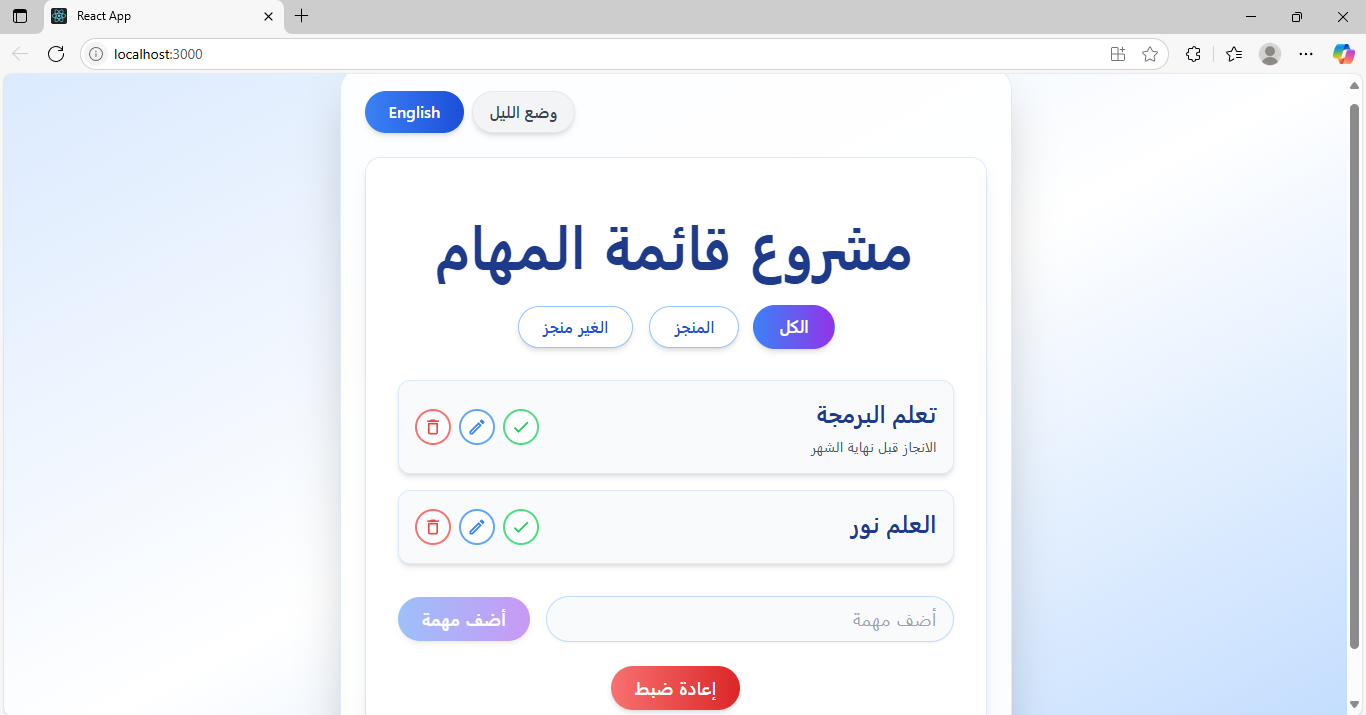 React App
localhost:3000
English
وضع الليل
مشروع قائمة المهام
الكل
المنجز
الغير منجز
تعلم البرمجة
الانجاز قبل نهاية الشهر
العلم نور
أضف مهمة
أضف مهمة
إعادة ضبط